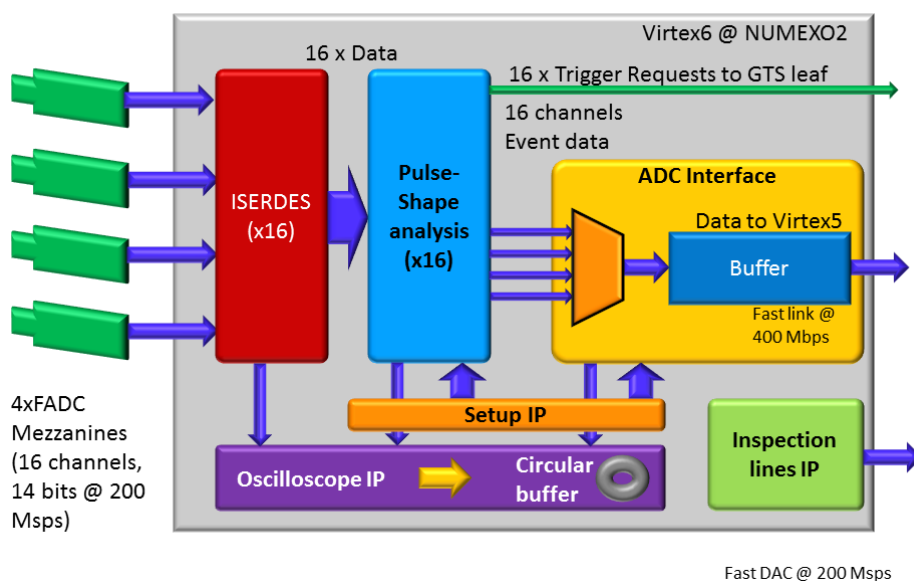 Virtex6 @ NUMEXO2
16 x Data
16 x Trigger Requests to GTS leaf
16 channels
Event data
ISERDES
(x16)
Pulse-
Shape
analysis
(x16)
ADC Interface
Data to Virtex5
Buffer
Fast link @
400 Mbps
4xFADC
Mezzanines
(16 channels,
14 bits @ 200
Msps)
Setup IP
Oscilloscope IP
Circular
buffer
Inspection
lines IP
Fast DAC @ 200 Msps